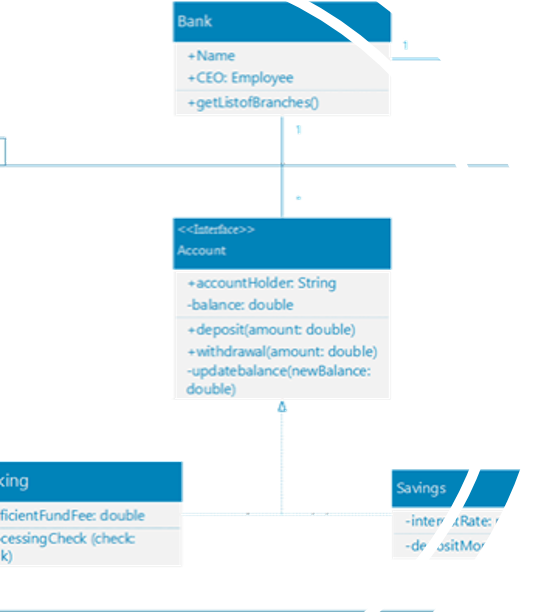 Bank
1
+Name
+CEO: Employee
+getListofBranches()
1
*
<<Interface>>
Account
+accountHolder: String
-balance: double
+deposit(amount: double)
+withdrawal(amount: double)
-updatebalance(newBalance:
double)
king
Savings
ficientFundFee: double
cessingCheck (check:
k)